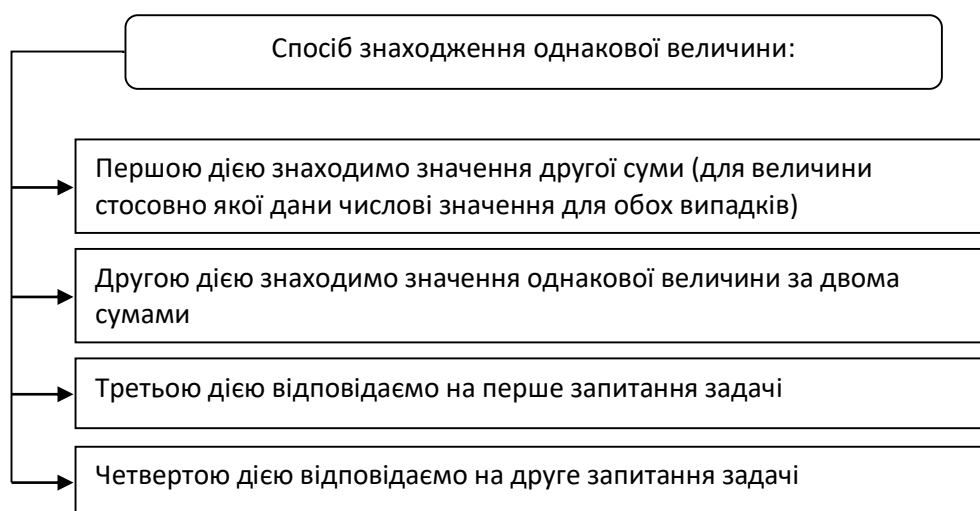 Спосіб знаходження однакової величини:
Першою дією знаходимо значення другої суми (для величини
стосовно якої дани числові значення для обох випадків)
Другою дією знаходимо значення однакової величини за двома
сумами
Третьою дією відповідаємо на перше запитання задачі
Четвертою дією відповідаємо на друге запитання задачі